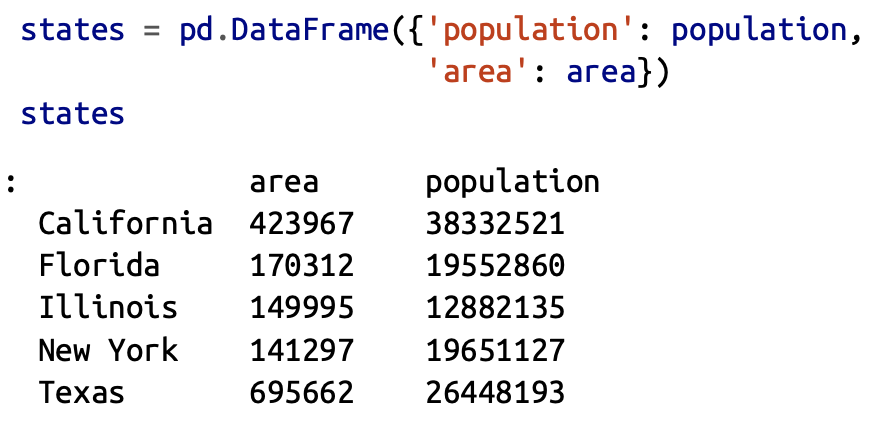 states = pd.DataFrame({'population': population,
'area': area})
states
: area population
California 423967 38332521
Florida 170312 19552860
Illinois 149995 12882135
New York 141297 19651127
Texas 695662 26448193